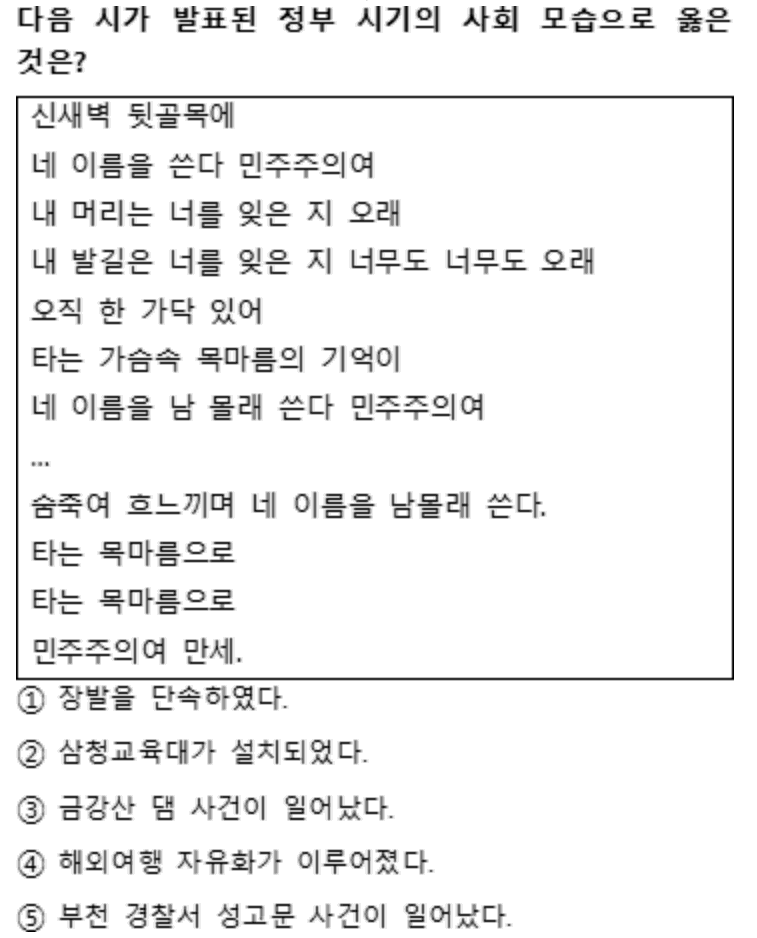 다음 시가 발표된 정부 시기의 사회 모습으로 옳은
것은?
신새벽 뒷골목에
네 이름을 쓴다 민주주의여
내 머리는 너를 잊은 지 오래
내 발길은 너를 잊은 지 너무도 너무도 오래
오직 한 가닥 있어
타는 가슴속 목마름의 기억이
네 이름을 남 몰래 쓴다 민주주의여
...
숨죽여 흐느끼며 네 이름을 남몰래 쓴다.
타는 목마름으로
타는 목마름으로
민주주의여 만세.
① 장발을 단속하였다.
② 삼청교육대가 설치되었다.
③ 금강산 댐 사건이 일어났다.
④ 해외여행 자유화가 이루어졌다.
⑤ 부천 경찰서 성고문 사건이 일어났다.